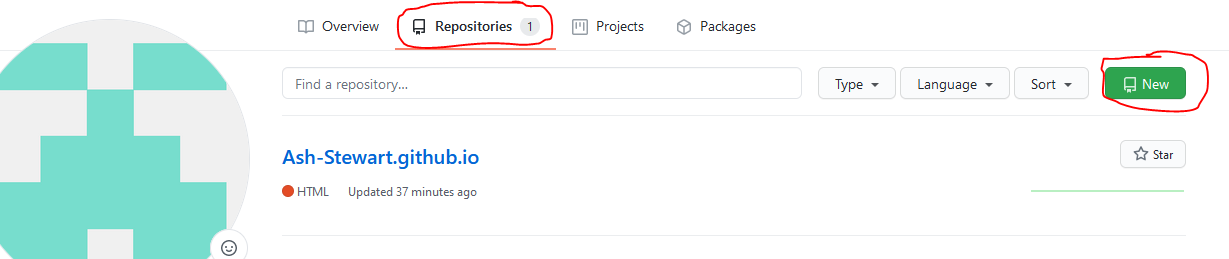 Overview Repositories 1 Projects Packages
Find a repository... Type Language Sort New
Ash-Stewart.github.io Star
HTML Updated 37 minutes ago